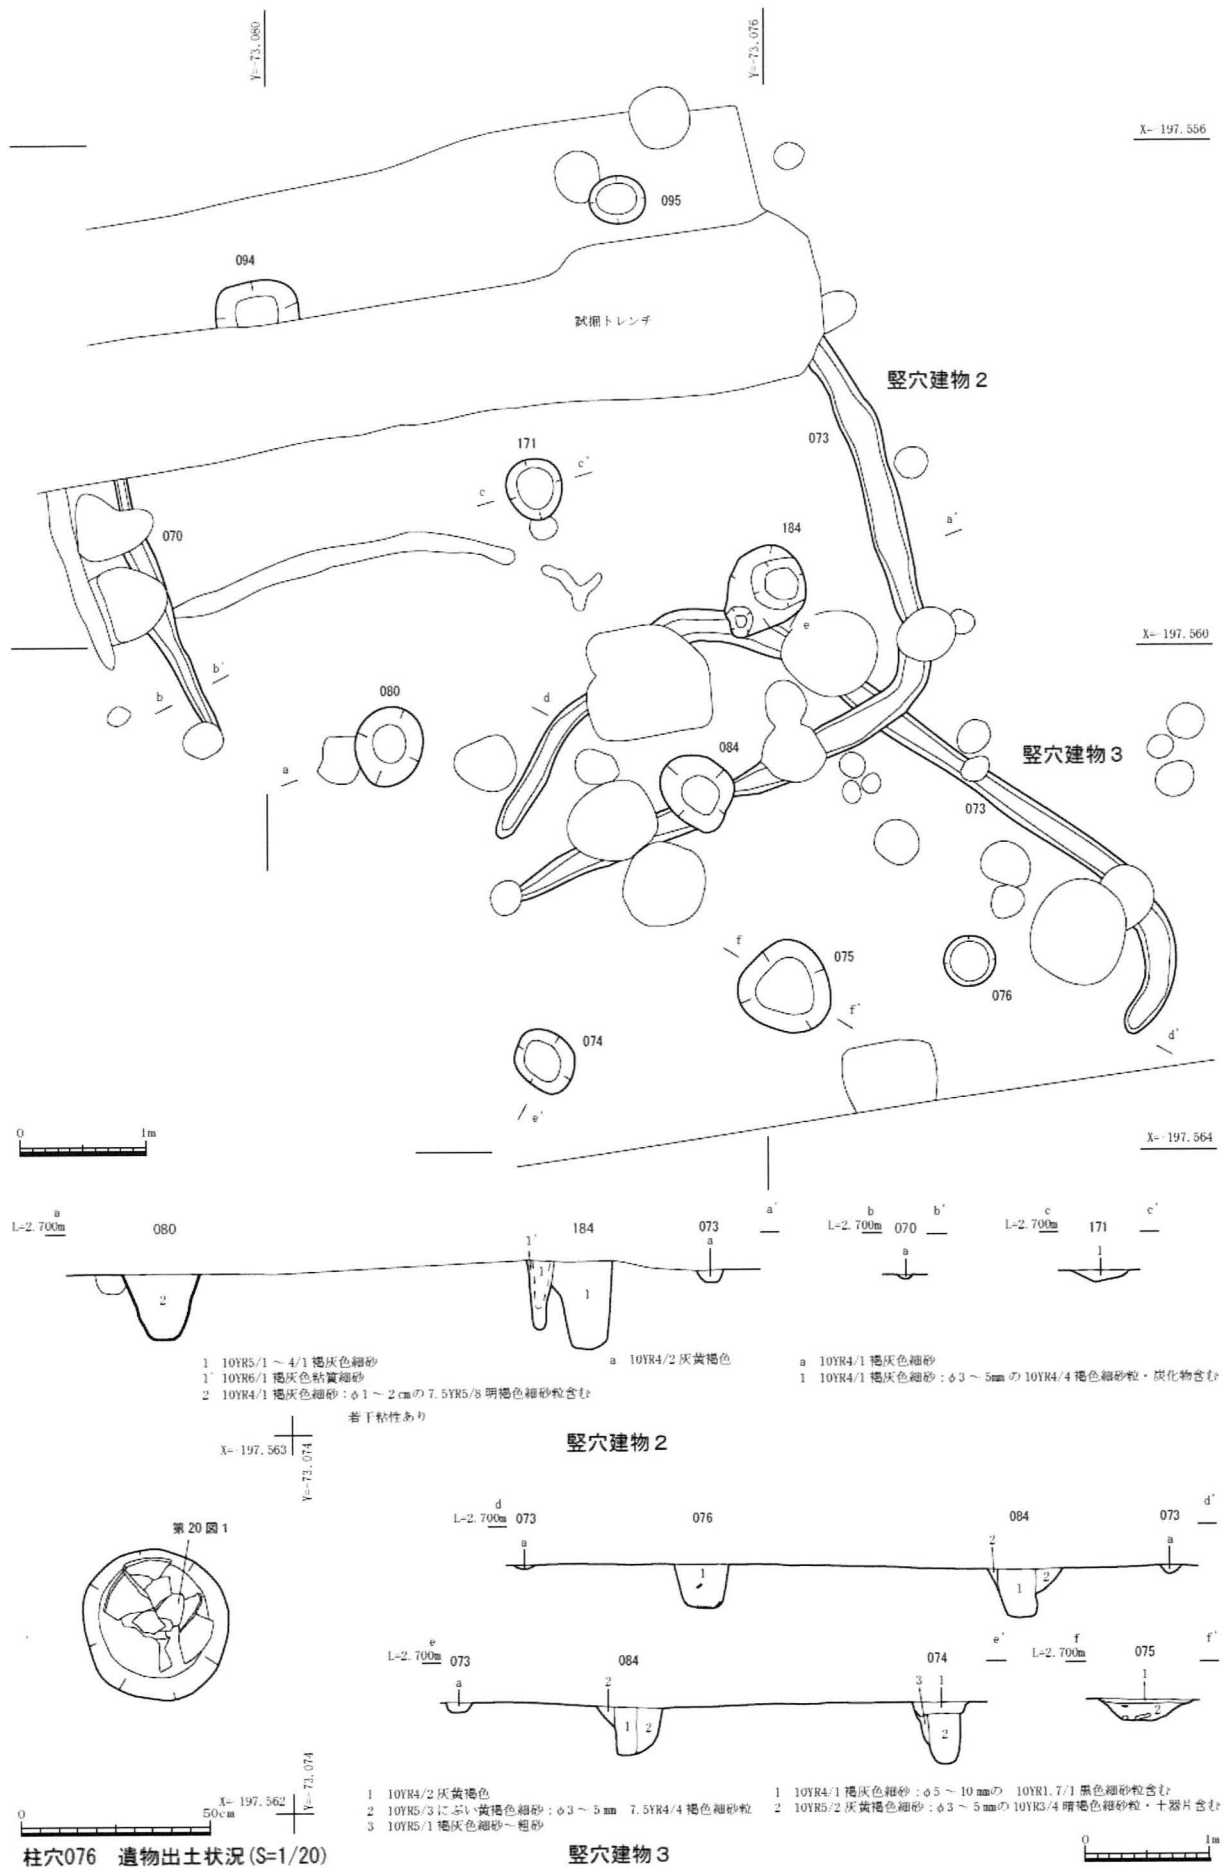 Y=-73.080
Y=-73.076
X=-197.556
095
094
試掘トレンチ
竪穴建物2
073
171
c
c'
a'
070
184
e
X=-197.560
b'
b
d
080
竪穴建物3
084
a
073
f
075
076
f'
074
d'
e'
0 1m
X=-197.564
a a' b b' c c'
L=2.700m 080 184 073 L=2.700m 070 L=2.700m 171
1' a a 1
1
2 1
1 10YR5/1～4/1褐灰色細砂
1' 10YR6/1褐灰色粘質細砂
2 10YR4/1褐灰色細砂：φ1～2cmの7.5YR5/8明褐色細砂粒含む
若干粘性あり
a 10YR4/2灰黄褐色
a 10YR4/1褐灰色細砂
1 10YR4/1褐灰色細砂：φ3～5mmの10YR4/4褐色細砂粒・炭化物含む
X=-197.563
Y=-73.074
竪穴建物2
第20図1
d d'
L=2.700m 073 076 084 073
a 2 a
1 1 2
e e' f f'
L=2.700m 073 084 074 L=2.700m 075
a 2 3 1 1
1 2 2 2
X=-197.562
Y=-73.074
0 50cm
柱穴076 遺物出土状況(S=1/20)
1 10YR4/2灰黄褐色
2 10YR5/3にぶい黄褐色細砂：φ3～5mm 7.5YR4/4褐色細砂粒
3 10YR5/1褐灰色細砂～粗砂
1 10YR4/1褐灰色細砂：φ5～10mmの 10YR1.7/1黒色細砂粒含む
2 10YR5/2灰黄褐細砂：φ3～5mmの10YR3/4暗褐色細砂粒・土器片含む
竪穴建物3
0 1m